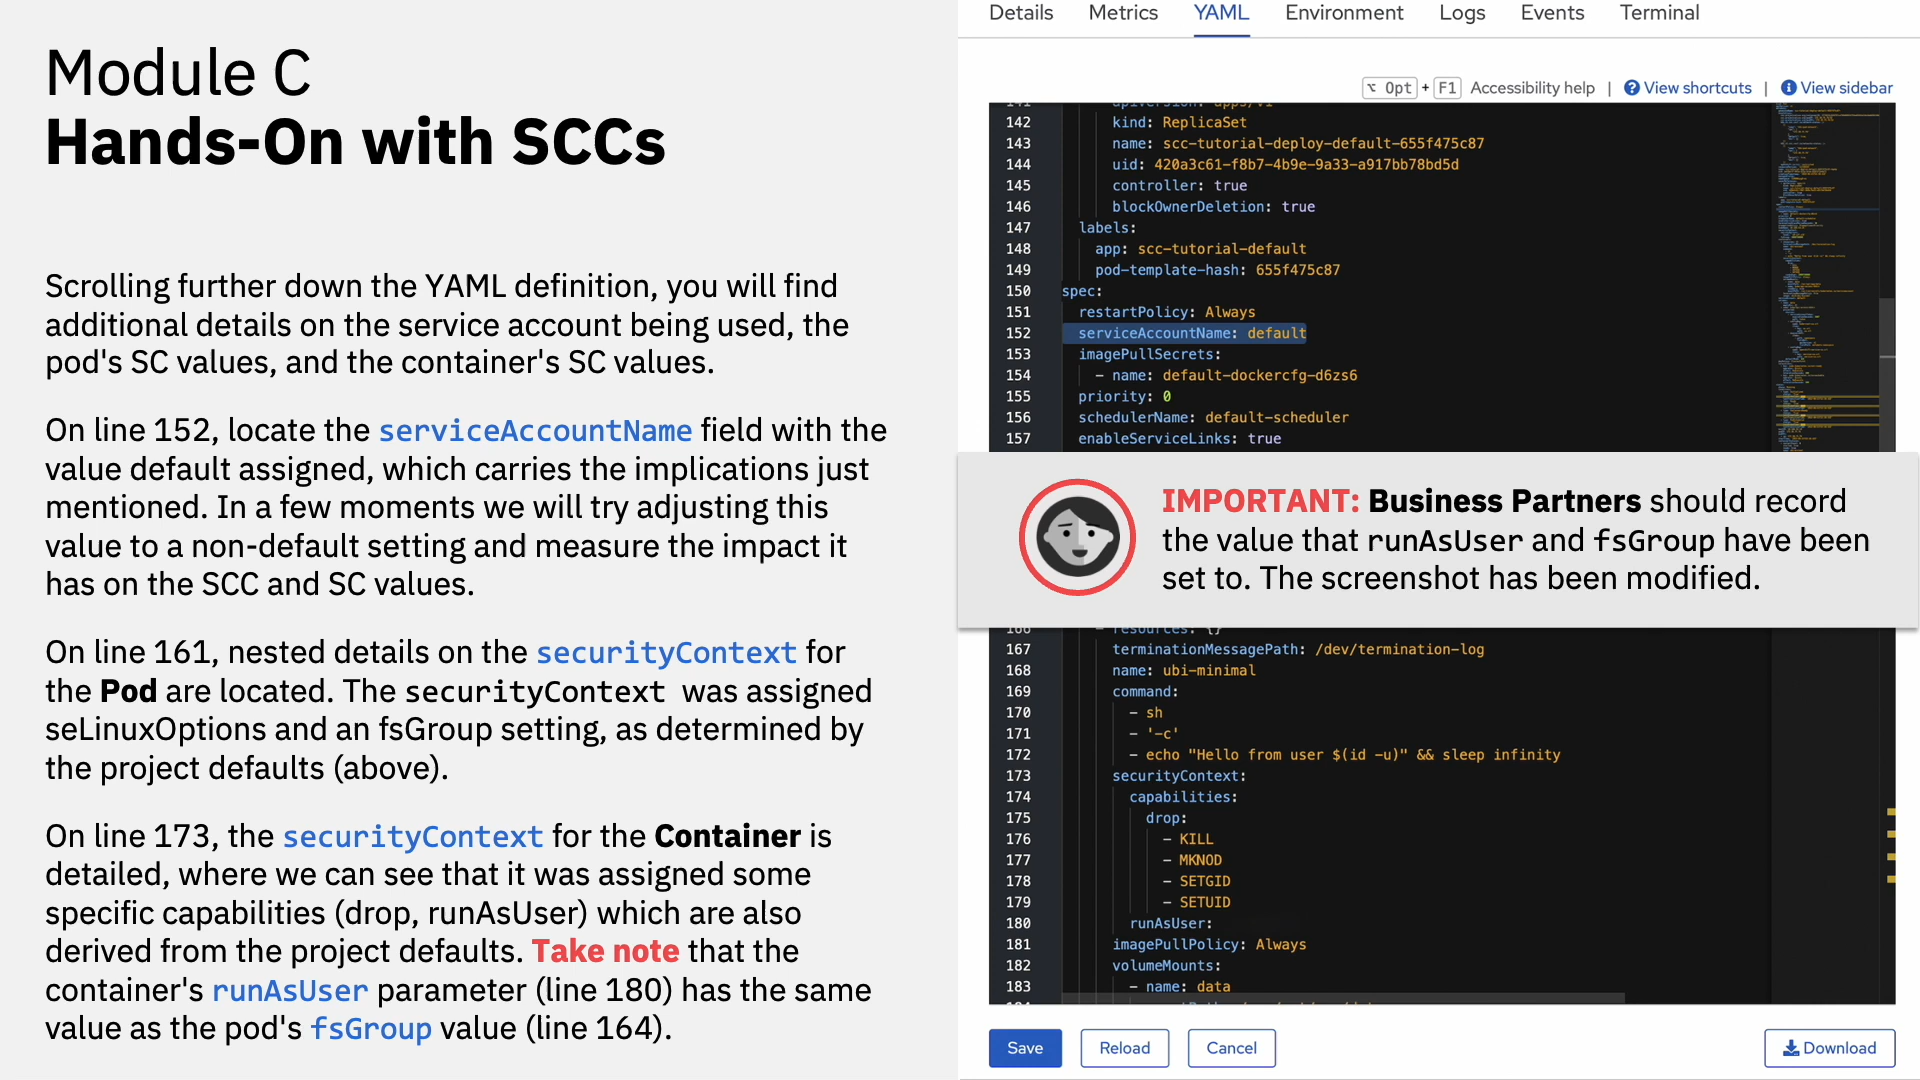 Module C
Hands-On with SCCs
Scrolling further down the YAML definition, you will find
additional details on the service account being used, the
pod's SC values, and the container's SC values.
On line 152, locate the serviceAccountName field with the
value default assigned, which carries the implications just
mentioned. In a few moments we will try adjusting this
value to a non-default setting and measure the impact it
has on the SCC and SC values.
On line 161, nested details on the securityContext for
the Pod are located. The securityContext was assigned
seLinuxOptions and an fsGroup setting, as determined by
the project defaults (above).
On line 173, the securityContext for the Container is
detailed, where we can see that it was assigned some
specific capabilities (drop, runAsUser) which are also
derived from the project defaults. Take note that the
container's runAsUser parameter (line 180) has the same
value as the pod's fsGroup value (line 164).
Details Metrics YAML Environment Logs Events Terminal
⌥ Opt + F1 Accessibility help | View shortcuts | View sidebar
141 apiVersion: apps/v1
142 kind: ReplicaSet
143 name: scc-tutorial-deploy-default-655f475c87
144 uid: 420a3c61-f8b7-4b9e-9a33-a917bb78bd5d
145 controller: true
146 blockOwnerDeletion: true
147 labels:
148 app: scc-tutorial-default
149 pod-template-hash: 655f475c87
150 spec:
151 restartPolicy: Always
152 serviceAccountName: default
153 imagePullSecrets:
154 - name: default-dockercfg-d6zs6
155 priority: 0
156 schedulerName: default-scheduler
157 enableServiceLinks: true
IMPORTANT: Business Partners should record
the value that runAsUser and fsGroup have been
set to. The screenshot has been modified.
166 - resources: {}
167 terminationMessagePath: /dev/termination-log
168 name: ubi-minimal
169 command:
170 - sh
171 - '-c'
172 - echo "Hello from user $(id -u)" && sleep infinity
173 securityContext:
174 capabilities:
175 drop:
176 - KILL
177 - MKNOD
178 - SETGID
179 - SETUID
180 runAsUser:
181 imagePullPolicy: Always
182 volumeMounts:
183 - name: data
184
Save Reload Cancel Download